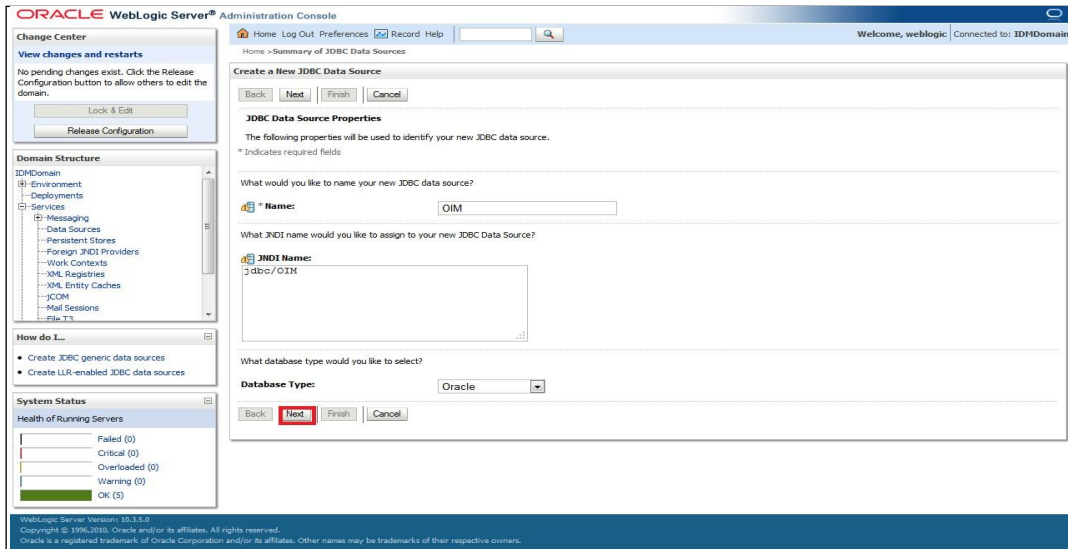 ORACLE WebLogic Server® Administration Console
Change Center
View changes and restarts
No pending changes exist. Click the Release
Configuration button to allow others to edit the
domain.
Lock & Edit
Release Configuration
Domain Structure
IDMDomain
Environment
Deployments
Services
Messaging
Data Sources
Persistent Stores
Foreign JNDI Providers
Work Contexts
XML Registries
XML Entity Caches
jCOM
Mail Sessions
File T3
How do I...
Create JDBC generic data sources
Create LLR-enabled JDBC data sources
System Status
Health of Running Servers
Failed (0)
Critical (0)
Overloaded (0)
Warning (0)
OK (5)
Home Log Out Preferences Record Help
Welcome, weblogic Connected to: IDMDomain
Home >Summary of JDBC Data Sources
Create a New JDBC Data Source
Back Next Finish Cancel
JDBC Data Source Properties
The following properties will be used to identify your new JDBC data source.
* Indicates required fields
What would you like to name your new JDBC data source?
* Name: OIM
What JNDI name would you like to assign to your new JDBC Data Source?
JNDI Name:
jdbc/OIM
What database type would you like to select?
Database Type: Oracle
Back Next Finish Cancel
WebLogic Server Version: 10.3.5.0
Copyright © 1996,2010, Oracle and/or its affiliates. All rights reserved.
Oracle is a registered trademark of Oracle Corporation and/or its affiliates. Other names may be trademarks of their respective owners.